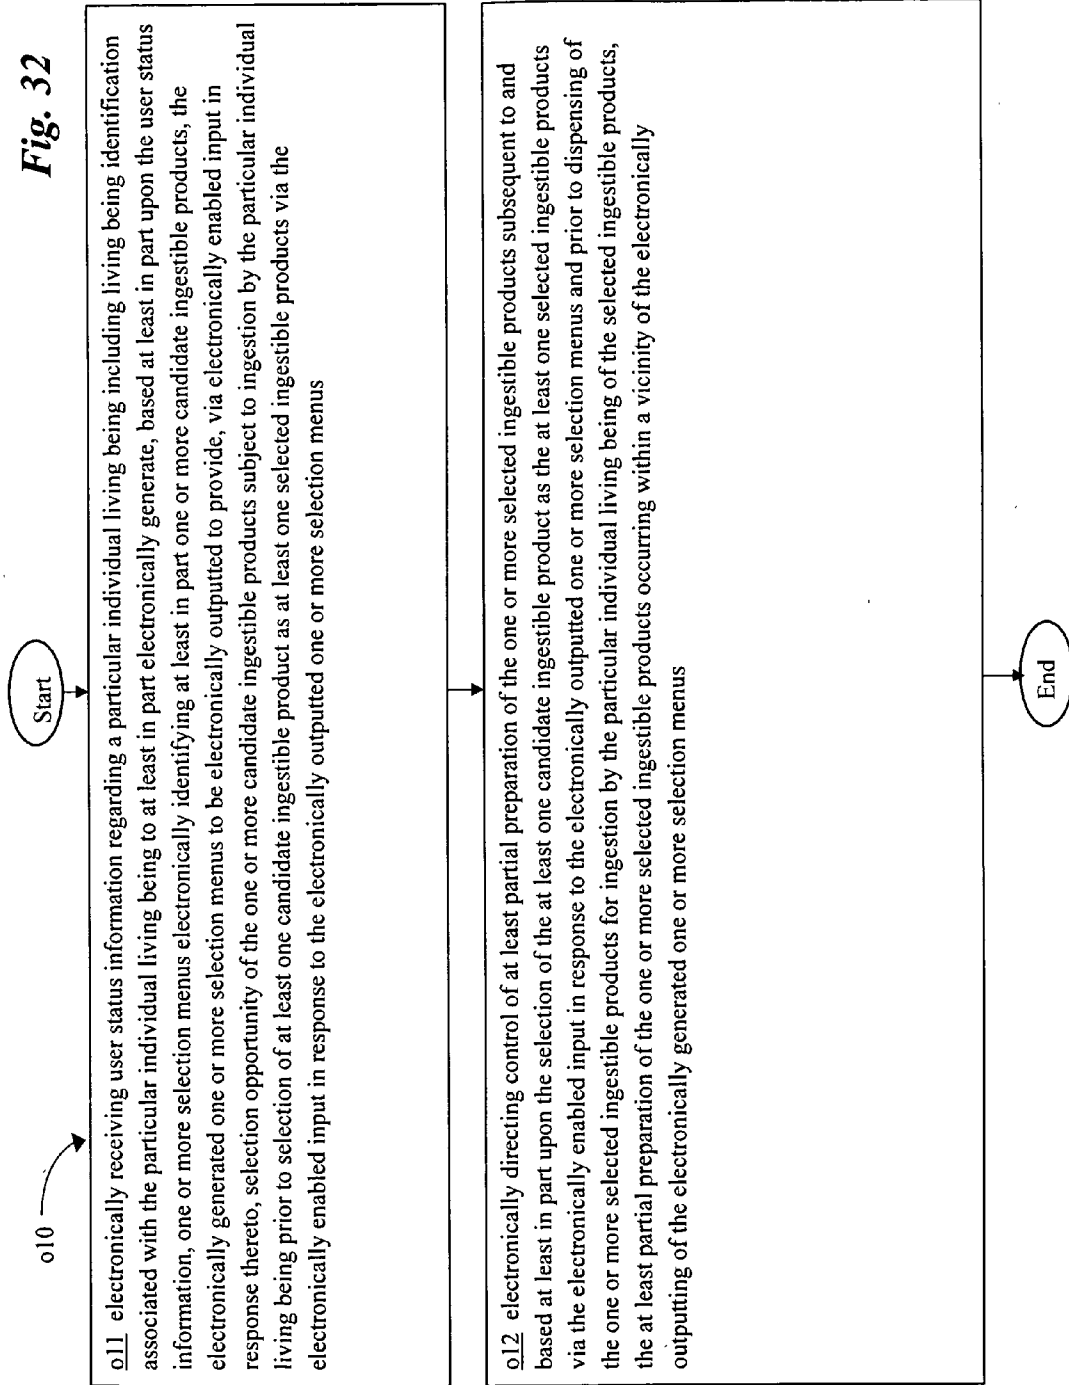 Fig. 32
o10
Start
o11 electronically receiving user status information regarding a particular individual living being including living being identification
associated with the particular individual living being to at least in part electronically generate, based at least in part upon the user status
information, one or more selection menus electronically identifying at least in part one or more candidate ingestible products, the
electronically generated one or more selection menus to be electronically outputted to provide, via electronically enabled input in
response thereto, selection opportunity of the one or more candidate ingestible products subject to ingestion by the particular individual
living being prior to selection of at least one candidate ingestible product as at least one selected ingestible products via the
electronically enabled input in response to the electronically outputted one or more selection menus
o12 electronically directing control of at least partial preparation of the one or more selected ingestible products subsequent to and
based at least in part upon the selection of the at least one candidate ingestible product as the at least one selected ingestible products
via the electronically enabled input in response to the electronically outputted one or more selection menus and prior to dispensing of
the one or more selected ingestible products for ingestion by the particular individual living being of the selected ingestible products,
the at least partial preparation of the one or more selected ingestible products occurring within a vicinity of the electronically
outputting of the electronically generated one or more selection menus
End